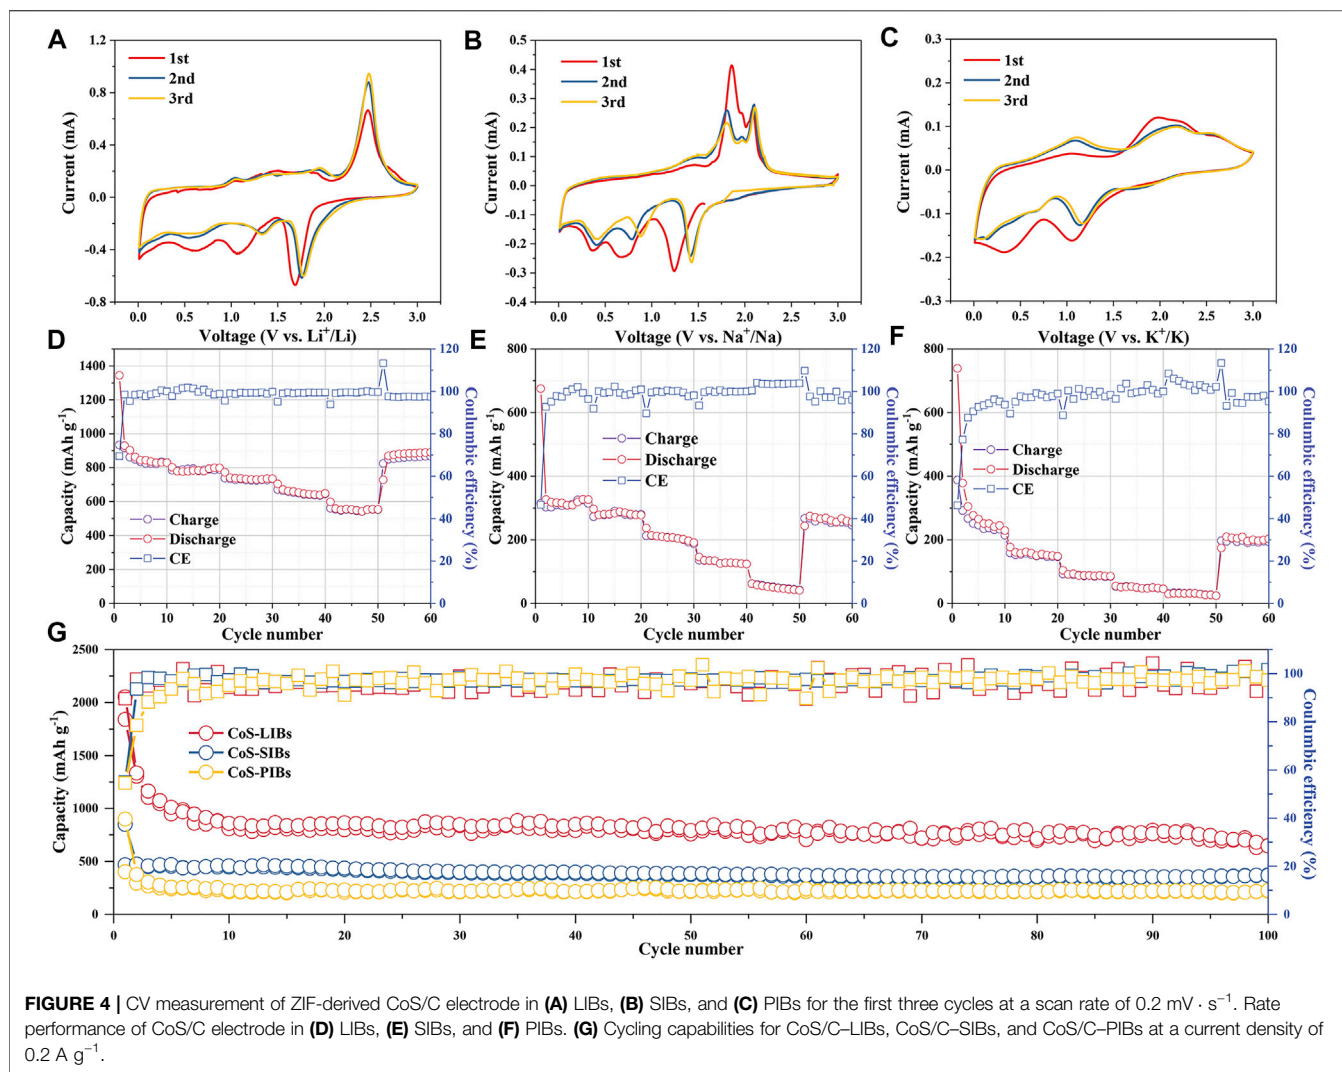 A
1.2
0.8
0.4
0.0
-0.4
-0.8
Current (mA)
1st
2nd
3rd
0.0 0.5 1.0 1.5 2.0 2.5 3.0
Voltage (V vs. Li⁺/Li)
B
0.5
0.4
0.3
0.2
0.1
0.0
-0.1
-0.2
-0.3
-0.4
Current (mA)
1st
2nd
3rd
0.0 0.5 1.0 1.5 2.0 2.5 3.0
Voltage (V vs. Na⁺/Na)
C
0.3
0.2
0.1
0.0
-0.1
-0.2
-0.3
Current (mA)
1st
2nd
3rd
0.0 0.5 1.0 1.5 2.0 2.5 3.0
Voltage (V vs. K⁺/K)
D
1400
1200
1000
800
600
400
200
0
Capacity (mAh g⁻¹)
Charge
Discharge
CE
120
100
80
60
40
20
0
Coulumbic efficiency (%)
0 10 20 30 40 50 60
Cycle number
E
800
600
400
200
0
Capacity (mAh g⁻¹)
Charge
Discharge
CE
120
100
80
60
40
20
0
Coulumbic efficiency (%)
0 10 20 30 40 50 60
Cycle number
F
800
600
400
200
0
Capacity (mAh g⁻¹)
Charge
Discharge
CE
120
100
80
60
40
20
0
Coulumbic efficiency (%)
0 10 20 30 40 50 60
Cycle number
G
2500
2000
1500
1000
500
0
Capacity (mAh g⁻¹)
CoS-LIBs
CoS-SIBs
CoS-PIBs
100
80
60
40
20
0
Coulumbic efficiency (%)
0 10 20 30 40 50 60 70 80 90 100
Cycle number
FIGURE 4 | CV measurement of ZIF-derived CoS/C electrode in (A) LIBs, (B) SIBs, and (C) PIBs for the first three cycles at a scan rate of 0.2 mV · s⁻¹. Rate
performance of CoS/C electrode in (D) LIBs, (E) SIBs, and (F) PIBs. (G) Cycling capabilities for CoS/C–LIBs, CoS/C–SIBs, and CoS/C–PIBs at a current density of
0.2 A g⁻¹.